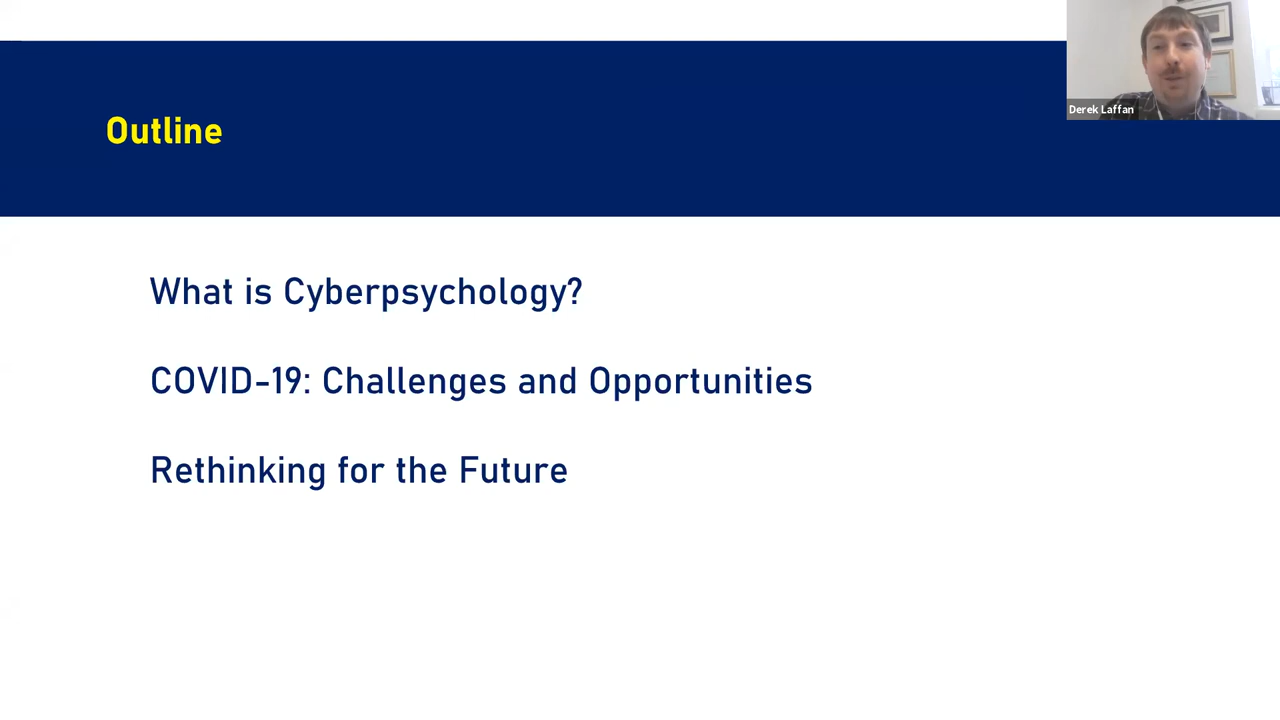 Outline
Derek Laffan
What is Cyberpsychology?
COVID-19: Challenges and Opportunities
Rethinking for the Future